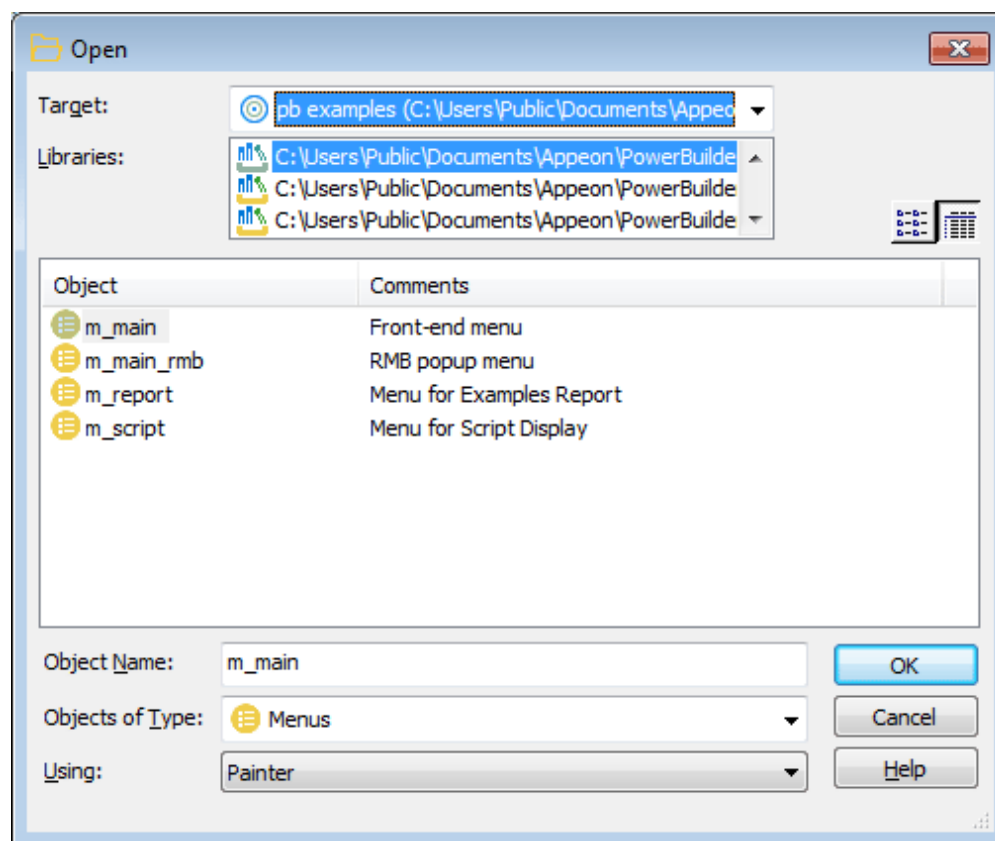 Open
Target:
pb examples (C:\Users\Public\Documents\Appeo
Libraries:
C:\Users\Public\Documents\Appeon\PowerBuilde
C:\Users\Public\Documents\Appeon\PowerBuilde
C:\Users\Public\Documents\Appeon\PowerBuilde
Object Comments
m_main Front-end menu
m_main_rmb RMB popup menu
m_report Menu for Examples Report
m_script Menu for Script Display
Object Name: m_main
OK
Objects of Type: Menus
Cancel
Using: Painter
Help